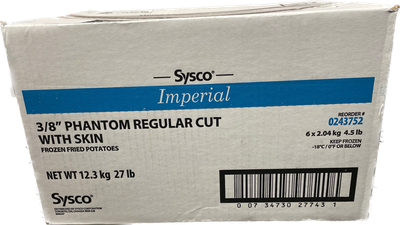 Sysco®
Imperial
3/8" PHANTOM REGULAR CUT
WITH SKIN
FROZEN FRIED POTATOES
NET WT 12.3 kg 27 lb
REORDER #
0243752
6 x 2.04 kg 4.5 lb
KEEP FROZEN
-18°C / 0°F OR BELOW
Sysco®
0 07 34730 27743 1